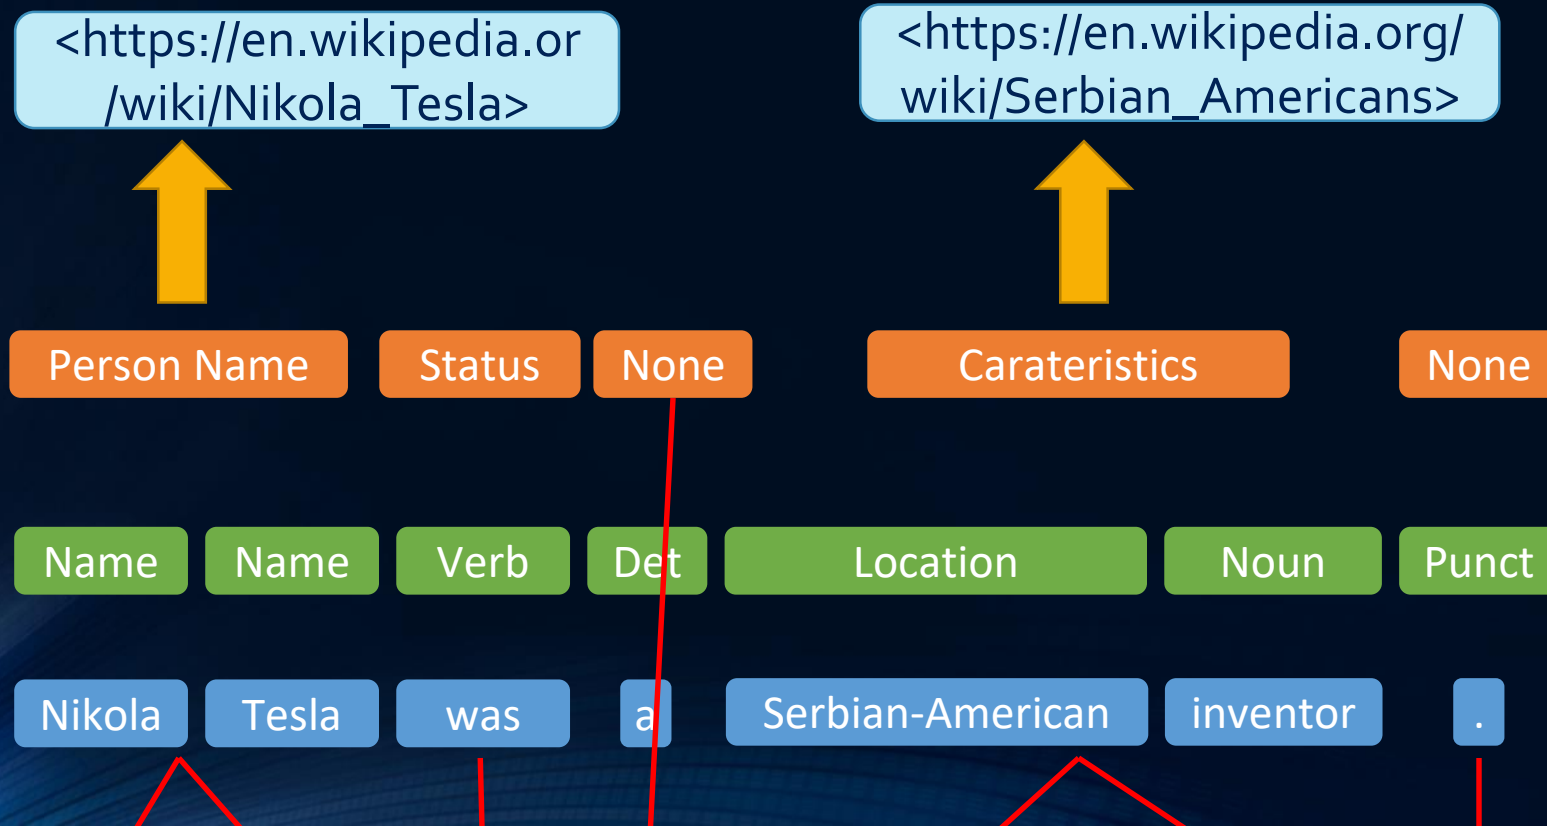 <https://en.wikipedia.or
/wiki/Nikola_Tesla>
<https://en.wikipedia.org/
wiki/Serbian_Americans>
Person Name Status None Carateristics None
Name Name Verb Det Location Noun Punct
Nikola Tesla was a Serbian-American inventor .